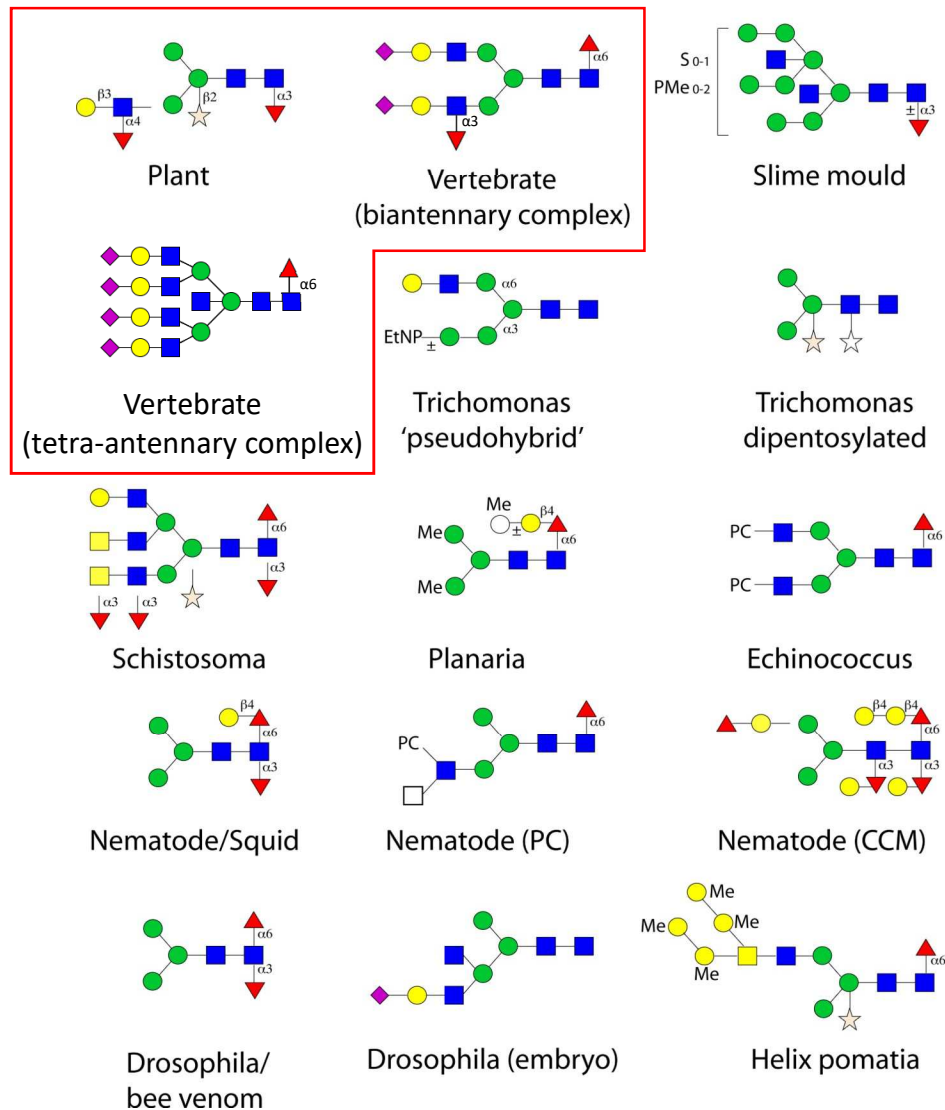 β3
α4
β2
α3
Plant
α6
α3
Vertebrate
(biantennary complex)
S 0-1
PMe 0-2
± α3
Slime mould
α6
Vertebrate
(tetra-antennary complex)
α6
α3
EtNP
±
Trichomonas
‘pseudohybrid’
Trichomonas
dipentosylated
α6
α3
α3 α3
Schistosoma
Me
β4
±
α6
Me
Me
Planaria
PC
PC
α6
Echinococcus
β4
α6
α3
Nematode/Squid
PC
α6
Nematode (PC)
β4 β4
α6
α3 α3
Nematode (CCM)
α6
α3
Drosophila/
bee venom
Drosophila (embryo)
Me
Me
Me
Me
α6
Helix pomatia